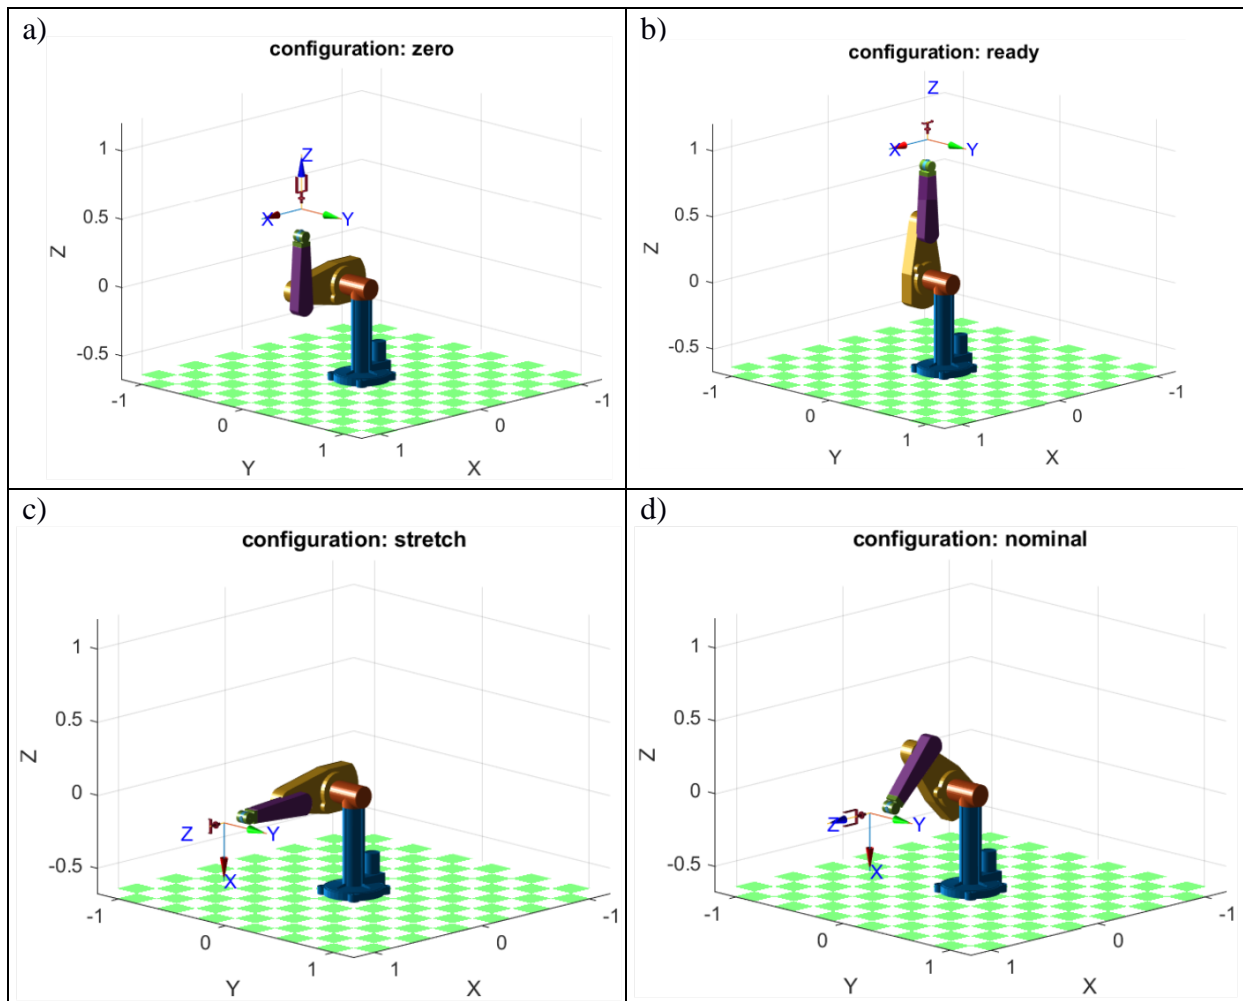 a)
configuration: zero
Z
X
Y
1
0.5
0
-0.5
Z
-1
0
1
Y
1
0
-1
X
b)
configuration: ready
Z
X
Y
1
0.5
0
-0.5
Z
-1
0
1
Y
1
0
-1
X
c)
configuration: stretch
1
0.5
0
-0.5
Z
Z
Y
X
-1
0
1
Y
1
0
-1
X
d)
configuration: nominal
1
0.5
0
-0.5
Z
Z
Y
X
-1
0
1
Y
1
0
-1
X